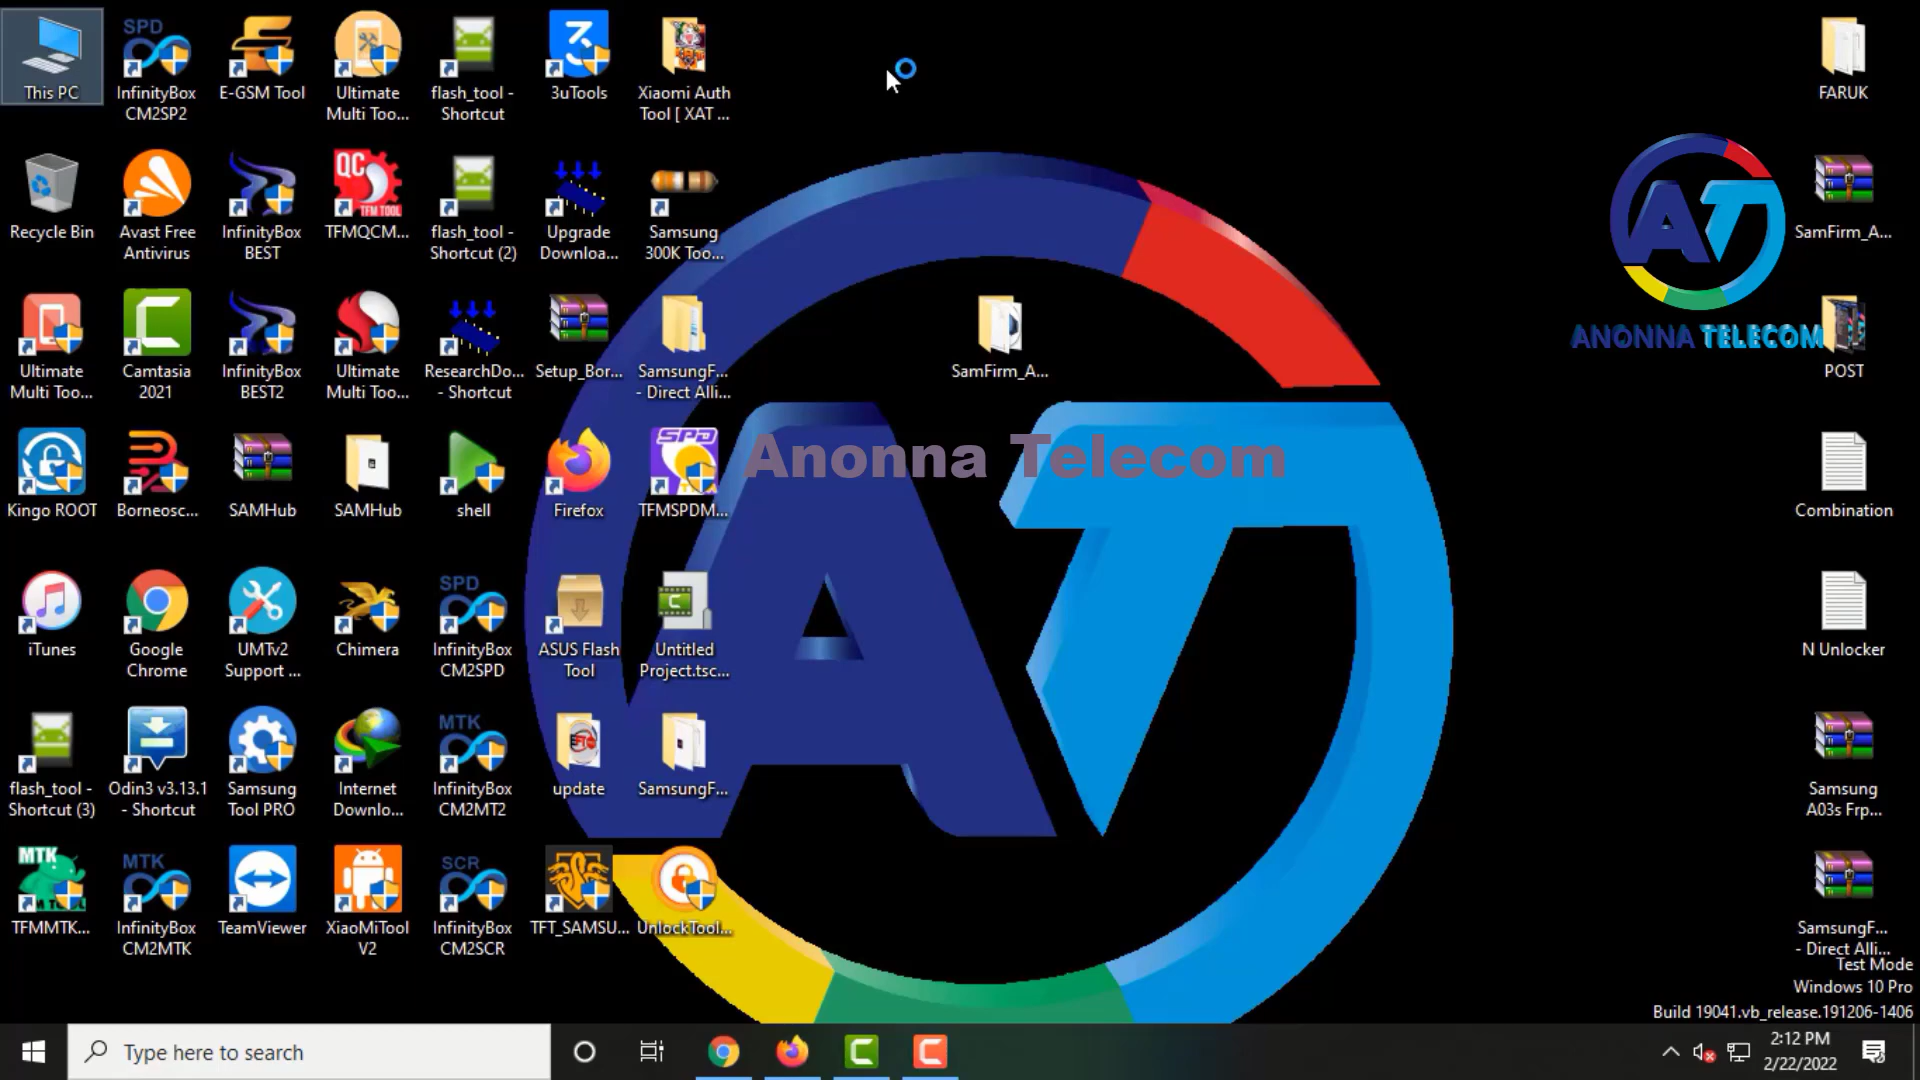 This PC
InfinityBox
CM2SP2
E-GSM Tool
Ultimate
Multi Too...
flash_tool -
Shortcut
3uTools
Xiaomi Auth
Tool [ XAT ...
FARUK
Recycle Bin
Avast Free
Antivirus
InfinityBox
BEST
TFMQCM...
flash_tool -
Shortcut (2)
Upgrade
Downloa...
Samsung
300K Too...
SamFirm_A...
ANONNA TELECOM
Ultimate
Multi Too...
Camtasia
2021
InfinityBox
BEST2
Ultimate
Multi Too...
ResearchDo...
- Shortcut
Setup_Bor...
SamsungF...
- Direct Alli...
SamFirm_A...
POST
Anonna Telecom
Kingo ROOT
Borneosc...
SAMHub
SAMHub
shell
Firefox
TFMSPDM...
Combination
iTunes
Google
Chrome
UMTv2
Support ...
Chimera
InfinityBox
CM2SPD
ASUS Flash
Tool
Untitled
Project.tsc...
N Unlocker
flash_tool -
Shortcut (3)
Odin3 v3.13.1
- Shortcut
Samsung
Tool PRO
Internet
Downlo...
InfinityBox
CM2MT2
update
SamsungF...
Samsung
A03s Frp...
TFMMTK...
InfinityBox
CM2MTK
TeamViewer
XiaoMiTool
V2
InfinityBox
CM2SCR
TFT_SAMSU...
UnlockTool...
SamsungF...
- Direct Alli...
Test Mode
Windows 10 Pro
Build 19041.vb_release.191206-1406
Type here to search
2:12 PM
2/22/2022